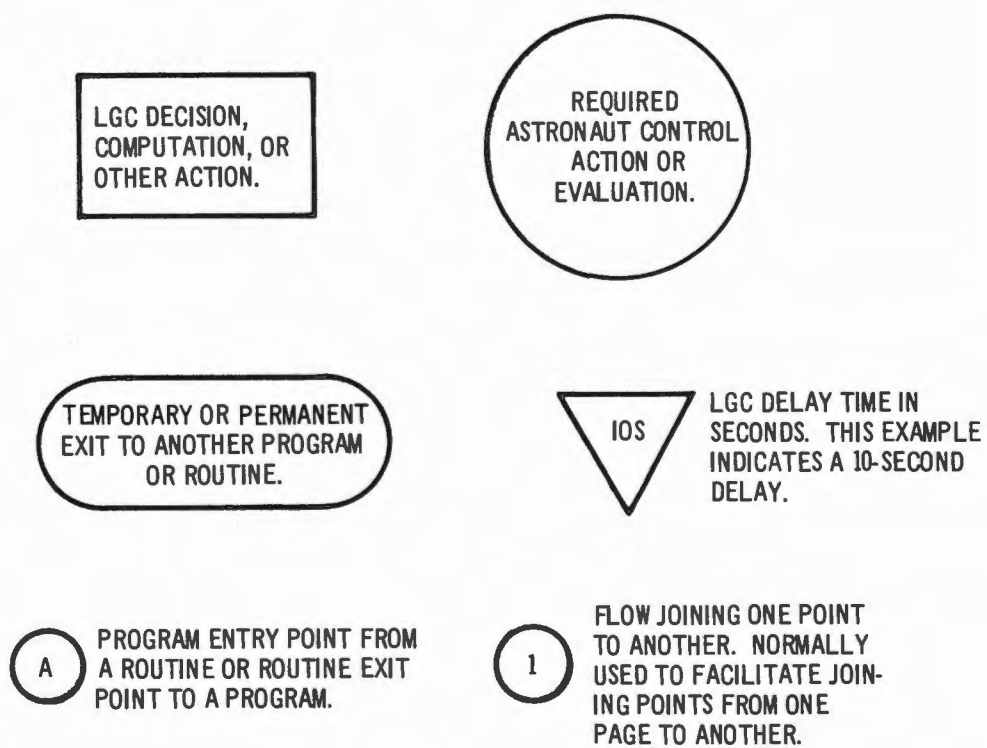 LGC DECISION,
COMPUTATION, OR
OTHER ACTION.
REQUIRED
ASTRONAUT CONTROL
ACTION OR
EVALUATION.
TEMPORARY OR PERMANENT
EXIT TO ANOTHER PROGRAM
OR ROUTINE.
10S
LGC DELAY TIME IN
SECONDS. THIS EXAMPLE
INDICATES A 10-SECOND
DELAY.
A
PROGRAM ENTRY POINT FROM
A ROUTINE OR ROUTINE EXIT
POINT TO A PROGRAM.
1
FLOW JOINING ONE POINT
TO ANOTHER. NORMALLY
USED TO FACILITATE JOIN-
ING POINTS FROM ONE
PAGE TO ANOTHER.